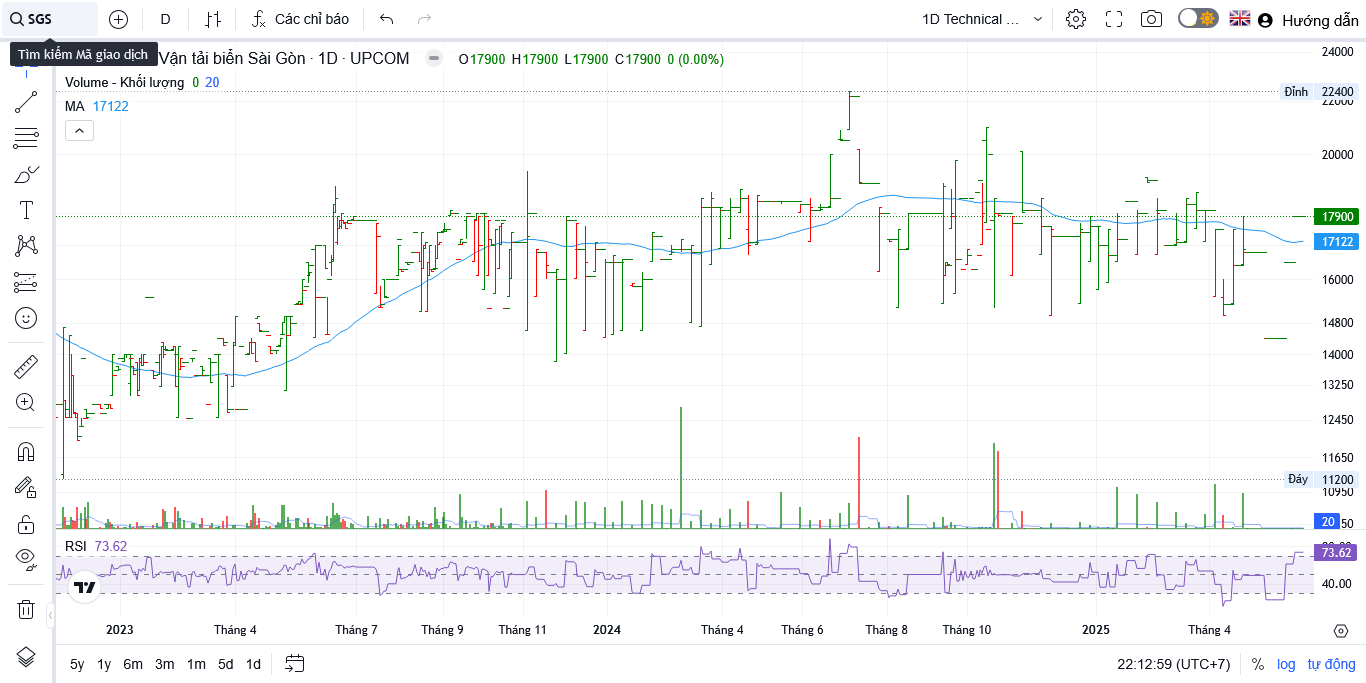 SGS
D
Các chỉ báo
1D Technical ...
Hướng dẫn
Tìm kiếm Mã giao dịch
Vận tải biển Sài Gòn · 1D · UPCOM
O17900 H17900 L17900 C17900 0 (0.00%)
Volume - Khối lượng 0 20
MA 17122
24000
Đỉnh 22400
22000
20000
17900
17122
16000
14800
14000
13250
12450
11650
Đáy 11200
10950
20
50
RSI 73.62
73.62
40.00
2023 Tháng 4 Tháng 7 Tháng 9 Tháng 11 2024 Tháng 4 Tháng 6 Tháng 8 Tháng 10 2025 Tháng 4
5y 1y 6m 3m 1m 5d 1d
22:12:59 (UTC+7) % log tự động